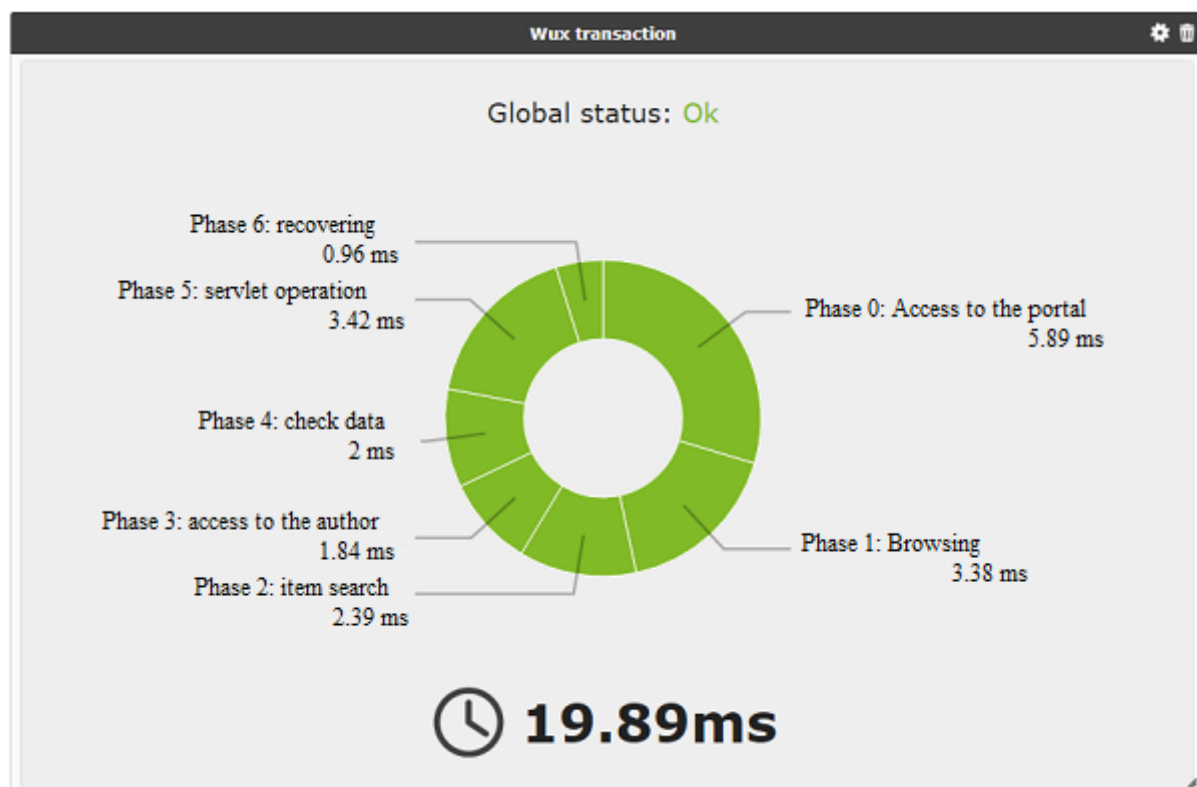 Wux transaction
Global status: Ok
Phase 6: recovering
0.96 ms
Phase 5: servlet operation
3.42 ms
Phase 0: Access to the portal
5.89 ms
Phase 4: check data
2 ms
Phase 3: access to the author
1.84 ms
Phase 1: Browsing
3.38 ms
Phase 2: item search
2.39 ms
19.89ms